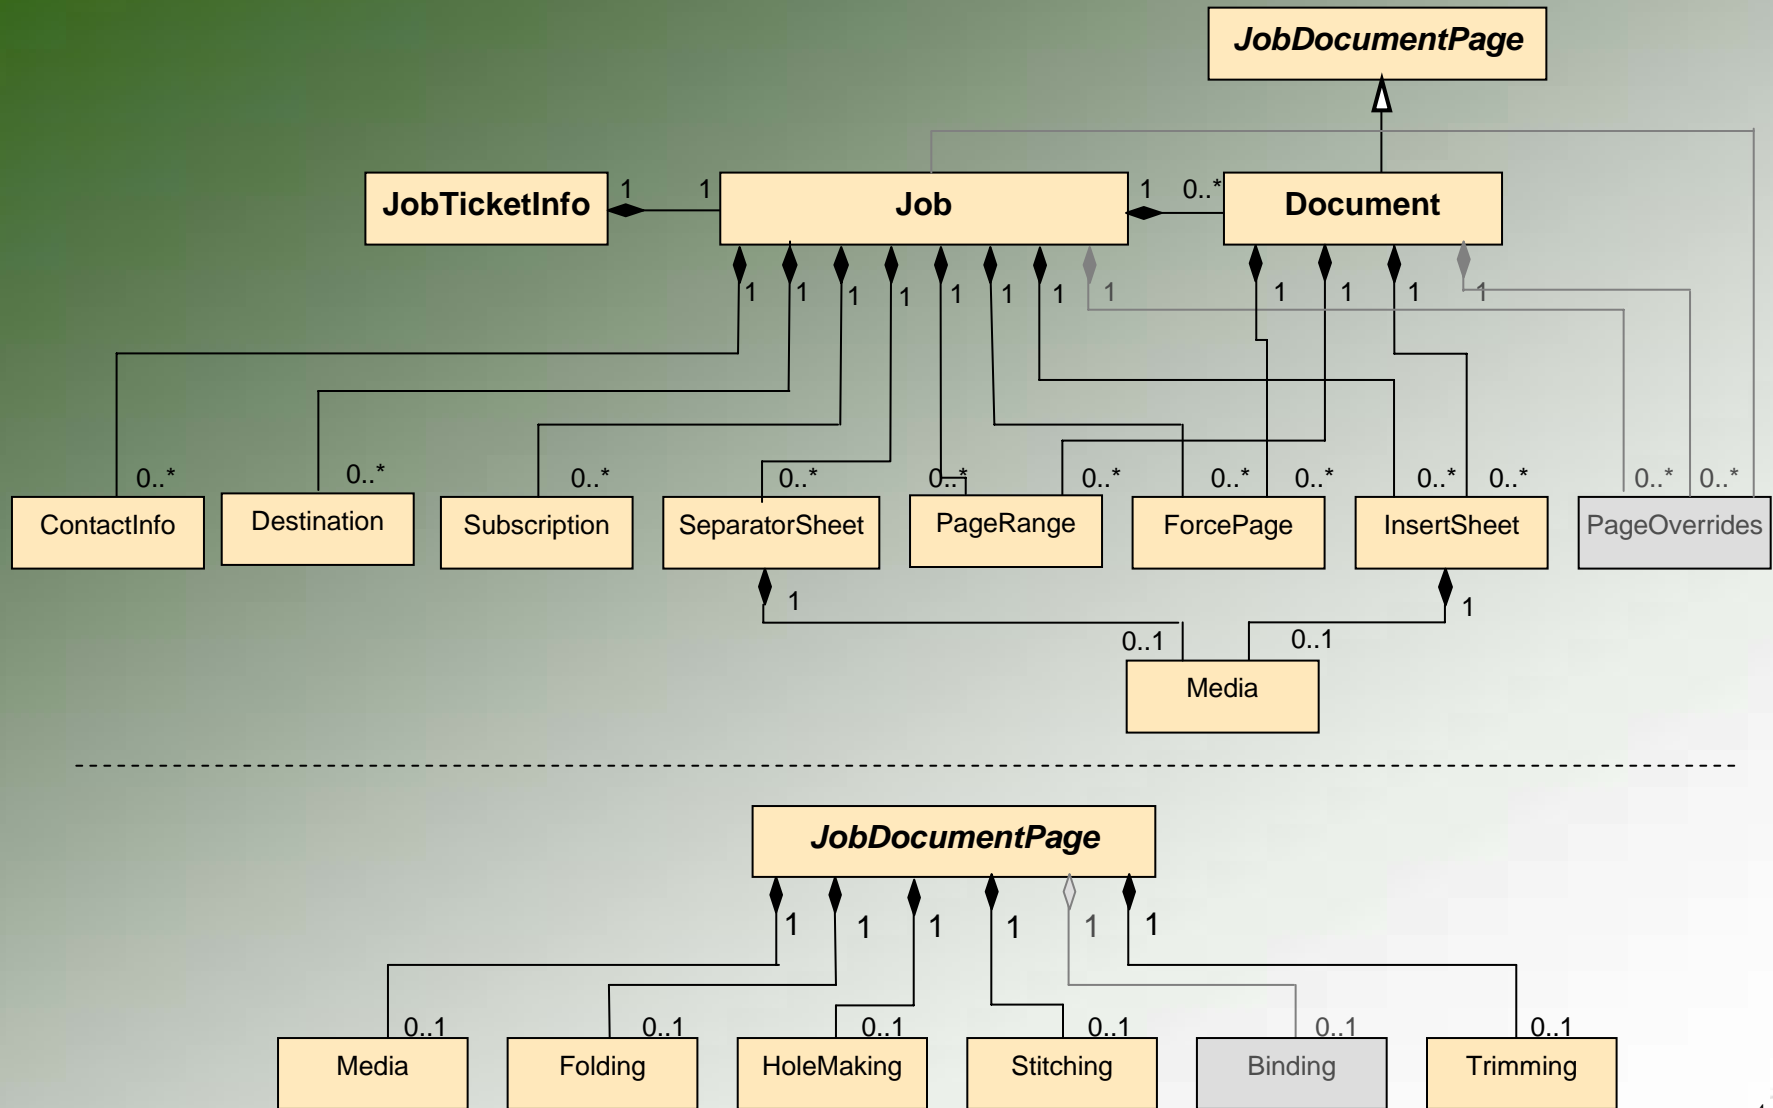 JobDocumentPage
JobTicketInfo 1 1 Job 1 0..* Document
1 1 1 1 1 1 1 1 1 1 1 1
0..* 0..* 0..* 0..* 0..* 0..* 0..* 0..* 0..* 0..* 0..* 0..*
ContactInfo Destination Subscription SeparatorSheet PageRange ForcePage InsertSheet PageOverrides
1 1
0..1 0..1
Media
JobDocumentPage
1 1 1 1 1 1
0..1 0..1 0..1 0..1 0..1 0..1
Media Folding HoleMaking Stitching Binding Trimming